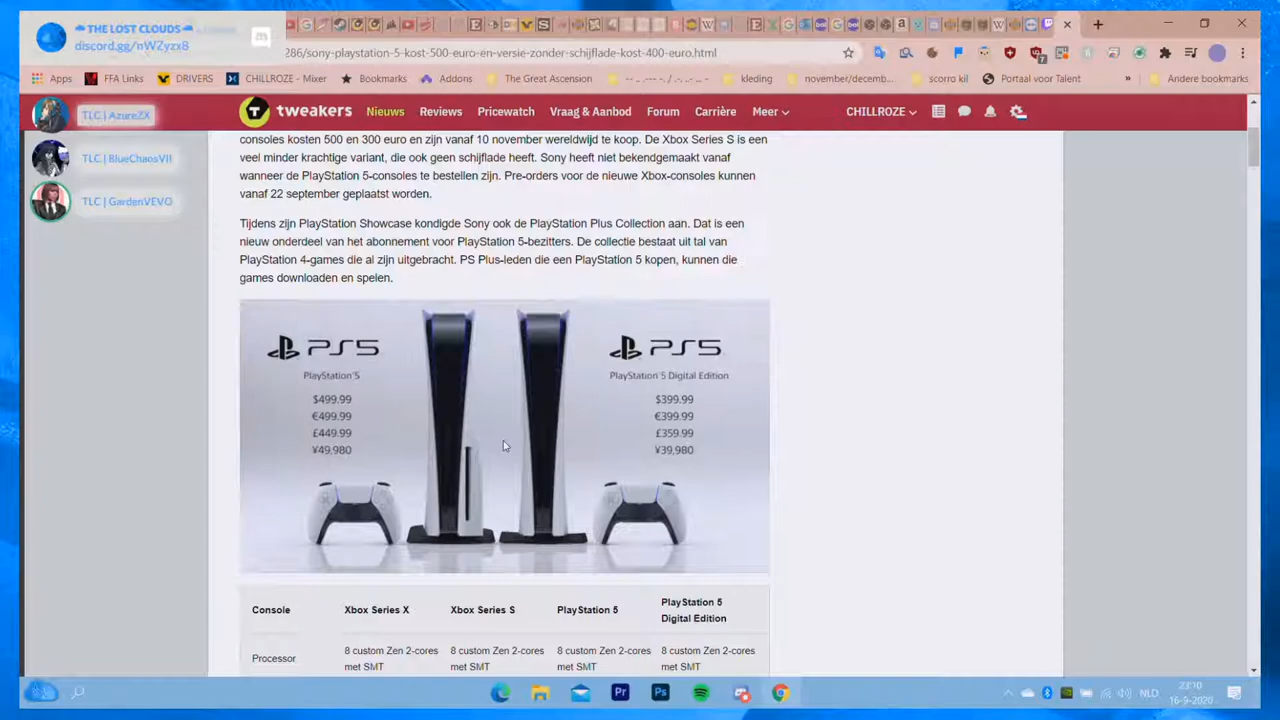 THE LOST CLOUDS
discord.gg/nWZyzx8
286/sony-playstation-5-kost-500-euro-en-versie-zonder-schijflade-kost-400-euro.html
Apps FFA Links DRIVERS CHILLROZE - Mixer Bookmarks Addons The Great Ascension -- ... -- / .-. --- .. -. kleding november/decemb... scorro kil Portaal voor Talent » Andere bookmarks
TLC | AzureZX
TLC | BlueChaosVII
TLC | GardenVEVO
tweakers Nieuws Reviews Pricewatch Vraag & Aanbod Forum Carrière Meer CHILLROZE
consoles kosten 500 en 300 euro en zijn vanaf 10 november wereldwijd te koop. De Xbox Series S is een
veel minder krachtige variant, die ook geen schijflade heeft. Sony heeft niet bekendgemaakt vanaf
wanneer de PlayStation 5-consoles te bestellen zijn. Pre-orders voor de nieuwe Xbox-consoles kunnen
vanaf 22 september geplaatst worden.
Tijdens zijn PlayStation Showcase kondigde Sony ook de PlayStation Plus Collection aan. Dat is een
nieuw onderdeel van het abonnement voor PlayStation 5-bezitters. De collectie bestaat uit tal van
PlayStation 4-games die al zijn uitgebracht. PS Plus-leden die een PlayStation 5 kopen, kunnen die
games downloaden en spelen.
PS5
PlayStation 5
$499.99
€499.99
£449.99
¥49,980
PS5
PlayStation 5 Digital Edition
$399.99
€399.99
£359.99
¥39,980
Console Xbox Series X Xbox Series S PlayStation 5 PlayStation 5
Digital Edition
Processor 8 custom Zen 2-cores 8 custom Zen 2-cores 8 custom Zen 2-cores 8 custom Zen 2-cores
met SMT met SMT met SMT met SMT
NLD
23:10
16-9-2020